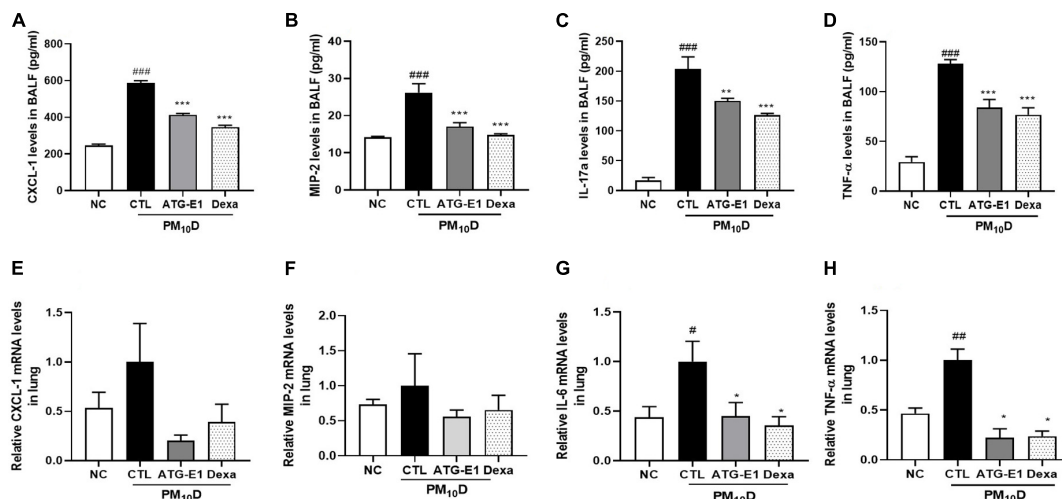 A
CXCL-1 levels in BALF (pg/ml)
800
600
400
200
0
###
***
***
NC CTL ATG-E1 Dexa
PM₁₀D
B
MIP-2 levels in BALF (pg/ml)
40
30
20
10
0
###
***
***
NC CTL ATG-E1 Dexa
PM₁₀D
C
IL-17a levels in BALF (pg/ml)
250
200
150
100
50
0
###
**
***
NC CTL ATG-E1 Dexa
PM₁₀D
D
TNF-α levels in BALF (pg/ml)
150
100
50
0
###
***
***
NC CTL ATG-E1 Dexa
PM₁₀D
E
Relative CXCL-1 mRNA levels
in lung
1.5
1.0
0.5
0.0
NC CTL ATG-E1 Dexa
PM₁₀D
F
Relative MIP-2 mRNA levels
in lung
1.5
1.0
0.5
0.0
NC CTL ATG-E1 Dexa
PM₁₀D
G
Relative IL-6 mRNA levels
in lung
1.5
1.0
0.5
0.0
#
*
*
NC CTL ATG-E1 Dexa
PM₁₀D
H
Relative TNF-α mRNA levels
in lung
1.5
1.0
0.5
0.0
##
*
*
NC CTL ATG-E1 Dexa
PM₁₀D